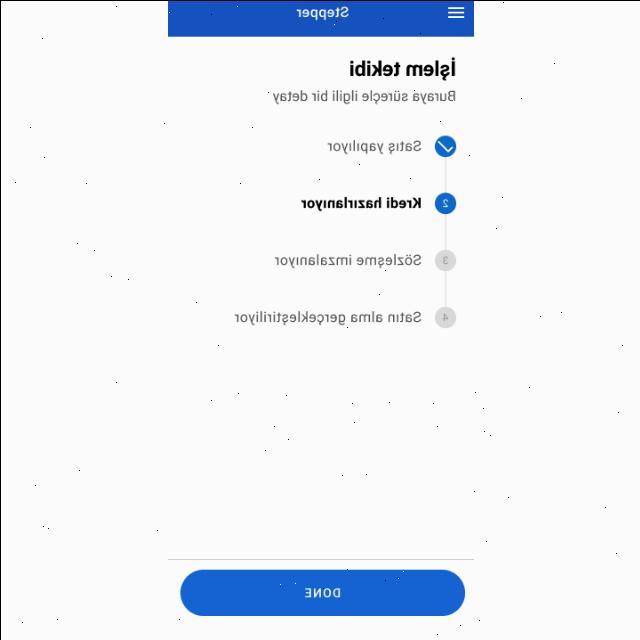 Stepper
İşlem tekibi
Buraya süreçle ilgili bir detay
Satış yapılıyor
2 Kredi hazırlanıyor
3 Sözleşme imzalanıyor
4 Satın alma gerçekleştiriliyor
DONE